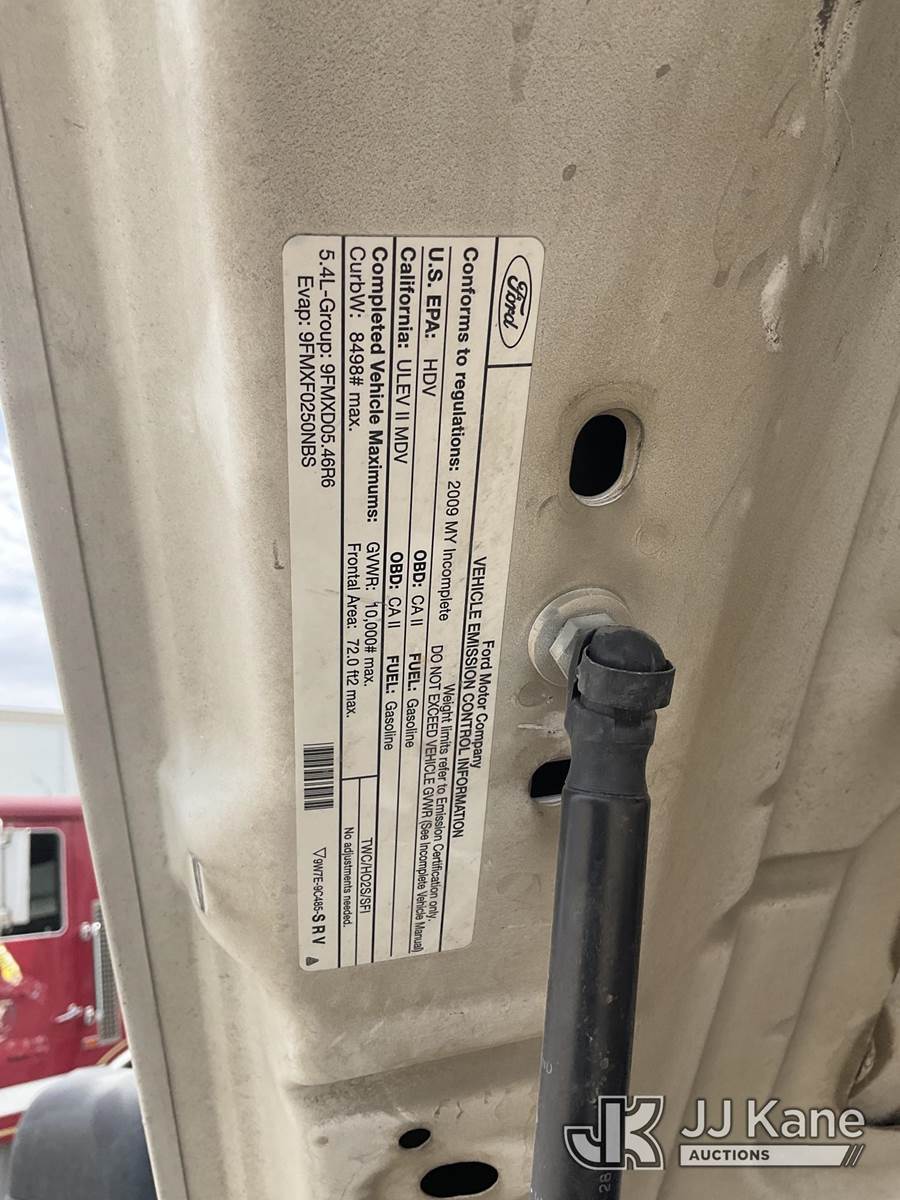 Ford
Ford Motor Company
VEHICLE EMISSION CONTROL INFORMATION
Conforms to regulations: 2009 MY Incomplete
Weight limits refer to Emission Certification only,
DO NOT EXCEED VEHICLE GVWR (See Incomplete Vehicle Manual)
U.S. EPA: HDV OBD: CA II FUEL: Gasoline
California: ULEV II MDV OBD: CA II FUEL: Gasoline
Completed Vehicle Maximums: GVWR: 10,000# max.
CurbW: 8498# max. Frontal Area: 72.0 ft2 max.
TWC/HO2S/SFI
No adjustments needed.
5.4L-Group: 9FMXD05.46R6
Evap: 9FMXF0250NBS
9W7E-9C485-SRV
JK JJ Kane
AUCTIONS